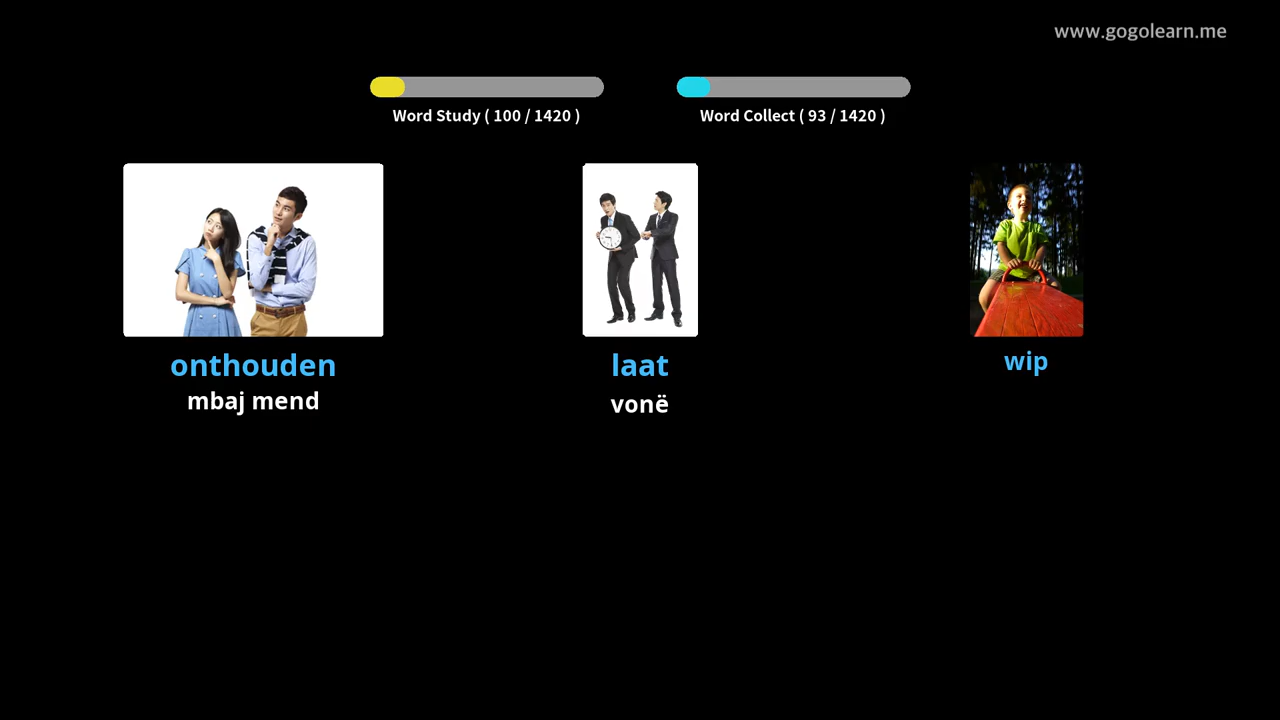 www.gogolearn.me
Word Study ( 100 / 1420 )
Word Collect ( 93 / 1420 )
onthouden
mbaj mend
laat
vonë
wip